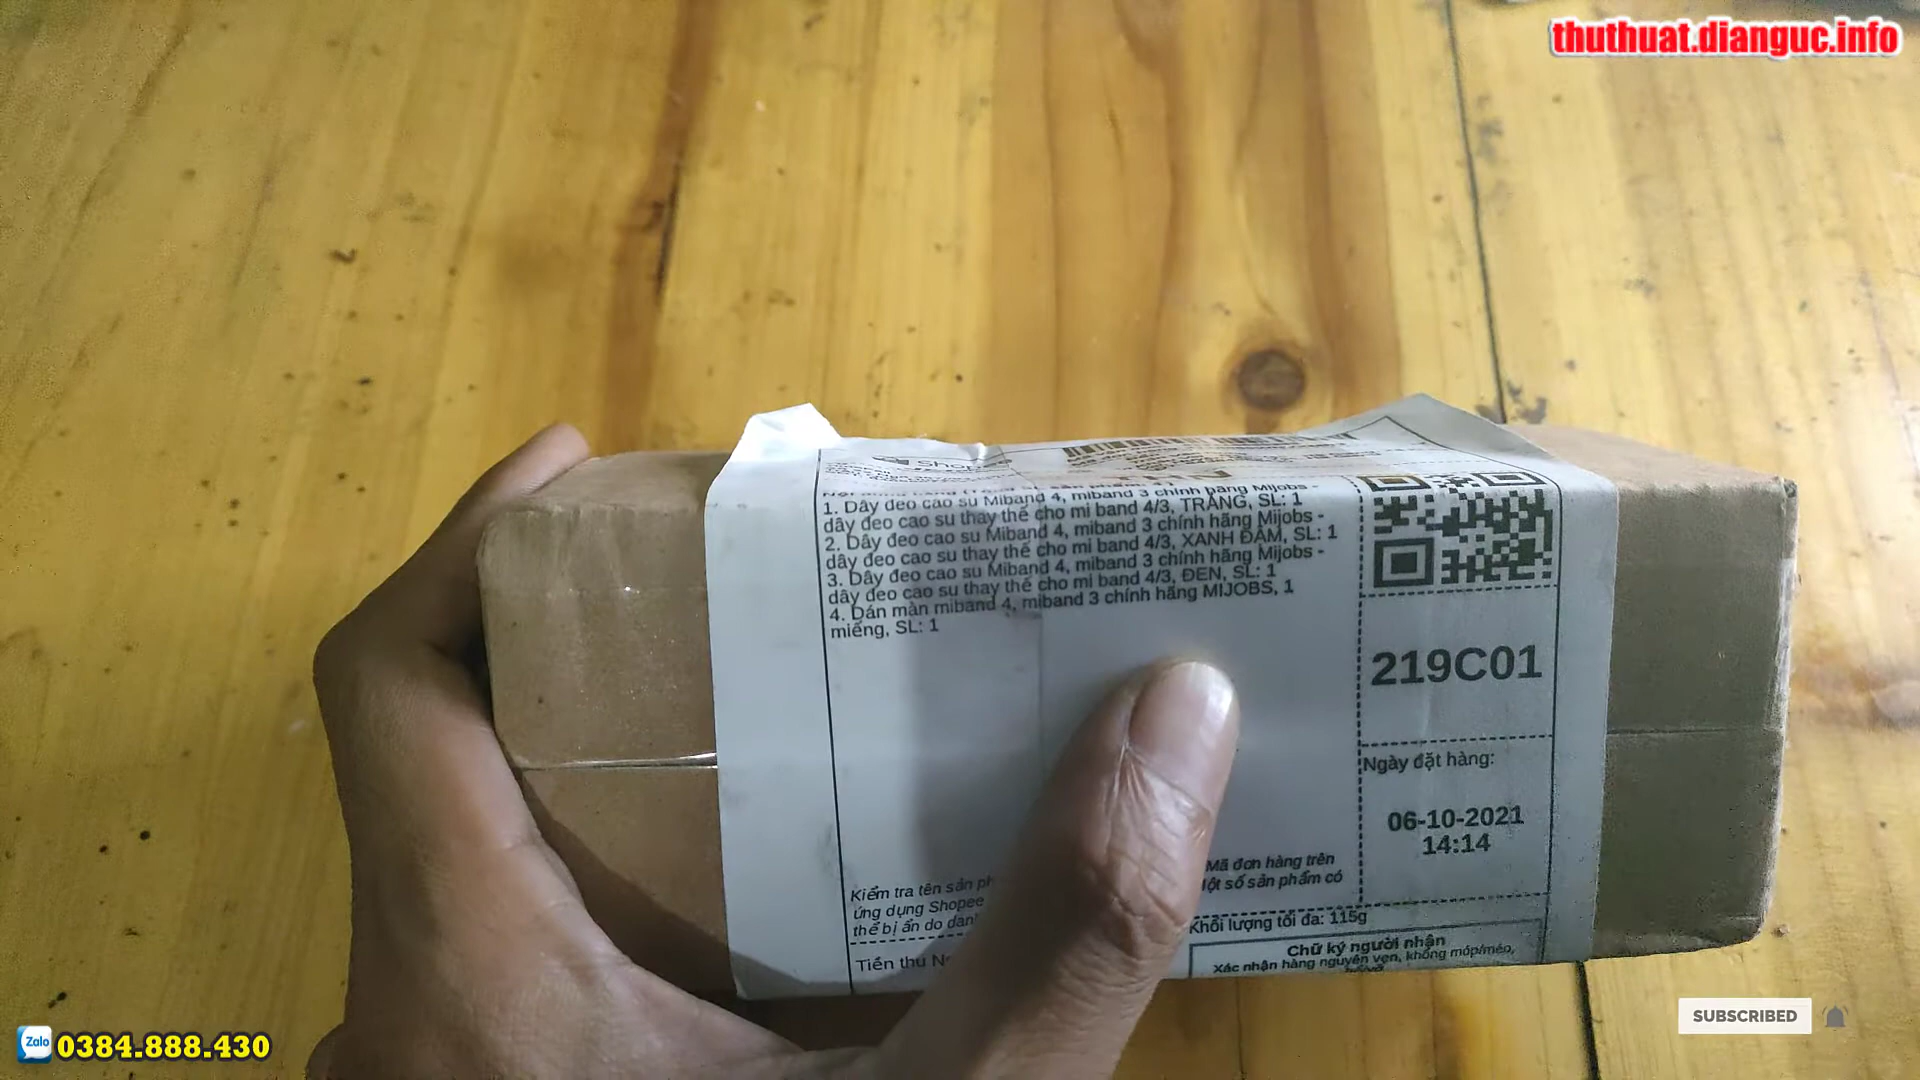 thuthuat.dianguc.info
1. Dây đeo cao su Miband 4, miband 3 chính hãng Mijobs -
dây đeo cao su thay thế cho mi band 4/3, TRẮNG, SL: 1
2. Dây đeo cao su Miband 4, miband 3 chính hãng Mijobs -
dây đeo cao su thay thế cho mi band 4/3, XANH ĐẬM, SL: 1
3. Dây đeo cao su Miband 4, miband 3 chính hãng Mijobs -
dây đeo cao su thay thế cho mi band 4/3, ĐEN, SL: 1
4. Dán màn miband 4, miband 3 chính hãng MIJOBS, 1
miếng, SL: 1
219C01
Ngày đặt hàng:
06-10-2021
14:14
Kiểm tra tên sản
Mã đơn hàng trên
ứng dụng Shopee
số sản phẩm có
thể bị ẩn do
Khối lượng tối đa: 115g
Tiền thu
Chữ ký người nhận
Xác nhận hàng nguyên vẹn, không móp/méo,
SUBSCRIBED
Zalo 0384.888.430